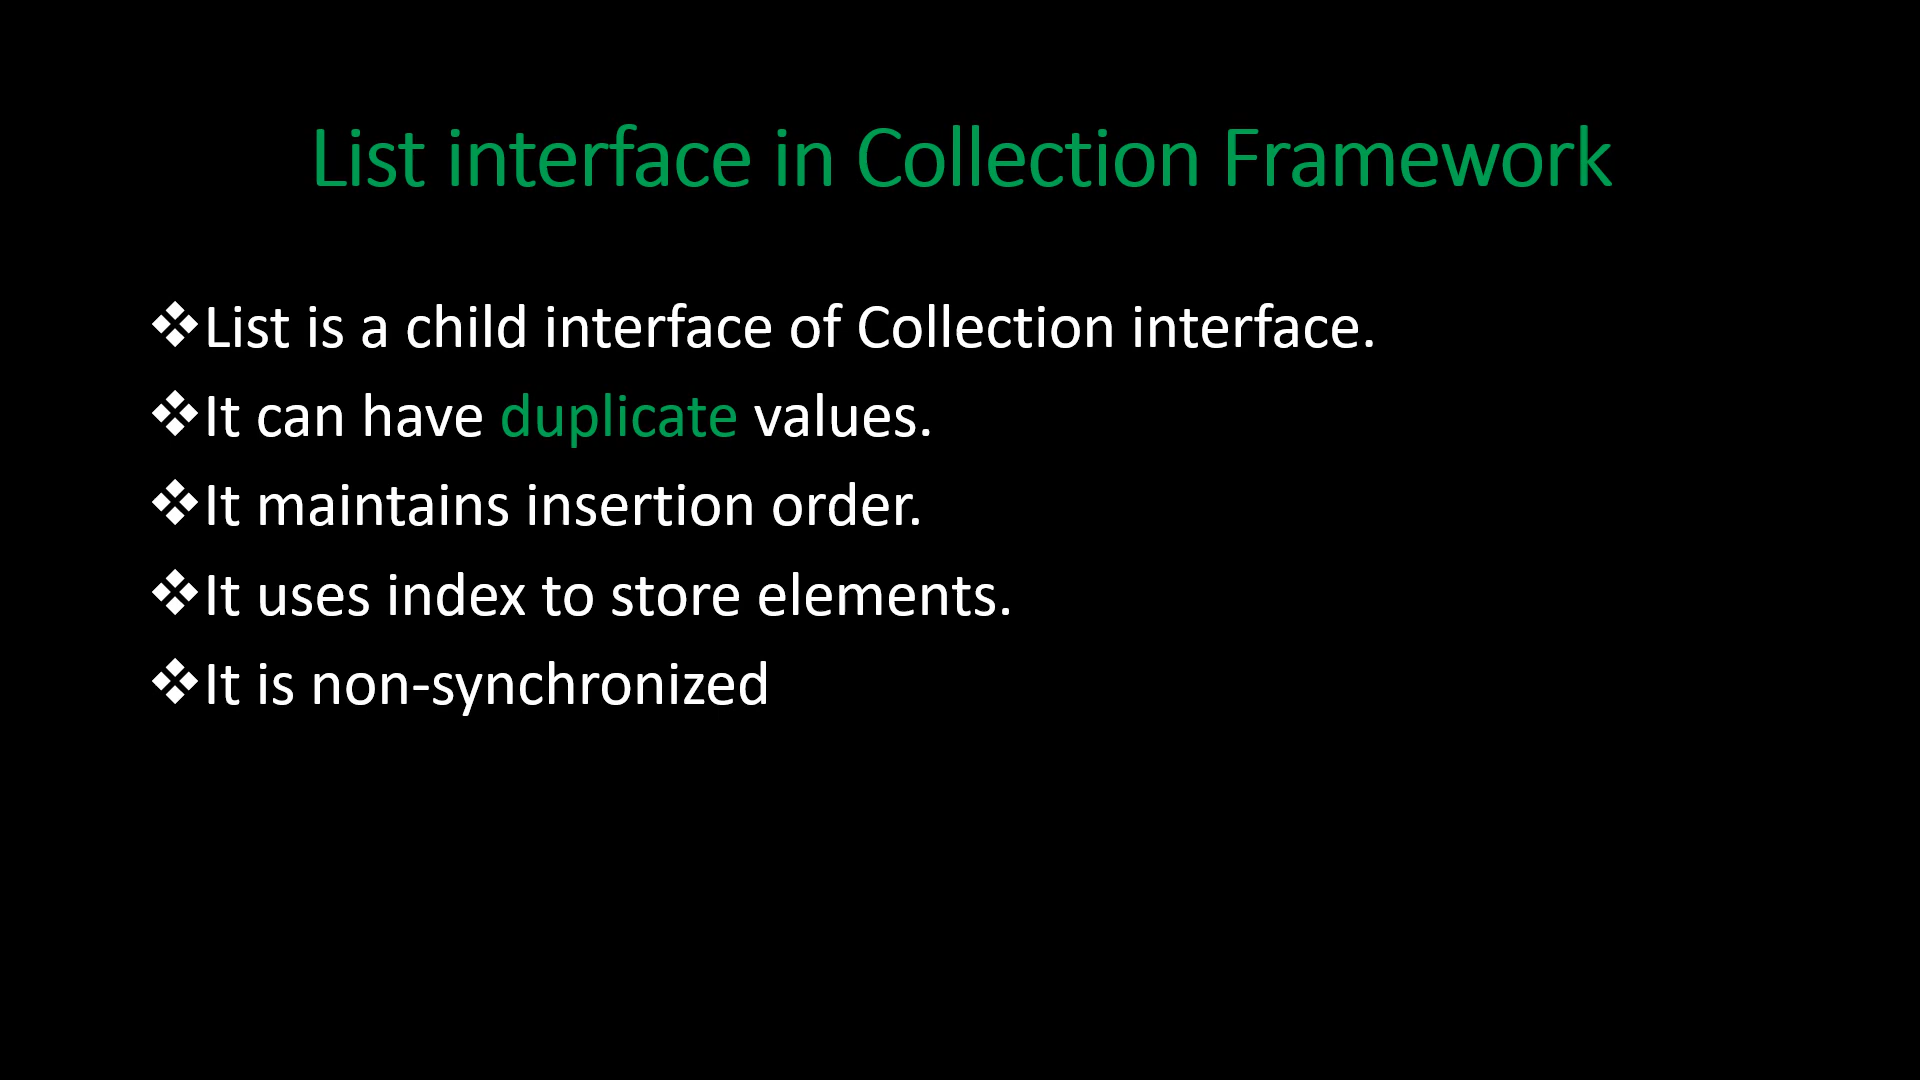 List interface in Collection Framework
❖List is a child interface of Collection interface.
❖It can have duplicate values.
❖It maintains insertion order.
❖It uses index to store elements.
❖It is non-synchronized